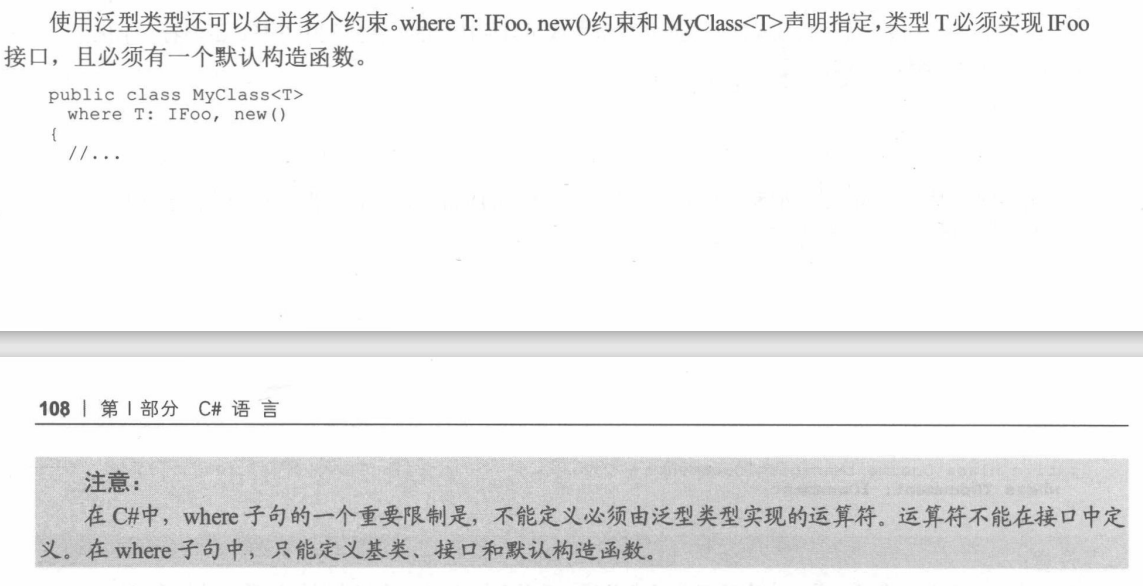 使用泛型类型还可以合并多个约束。where T: IFoo, new()约束和 MyClass<T>声明指定,类型 T 必须实现 IFoo
接口，且必须有一个默认构造函数。
public class MyClass<T>
where T: IFoo, new()
{
//...
108 | 第 I 部分 C# 语 言
注意：
在 C#中，where 子句的一个重要限制是，不能定义必须由泛型类型实现的运算符。运算符不能在接口中定
义。在 where 子句中，只能定义基类、接口和默认构造函数。